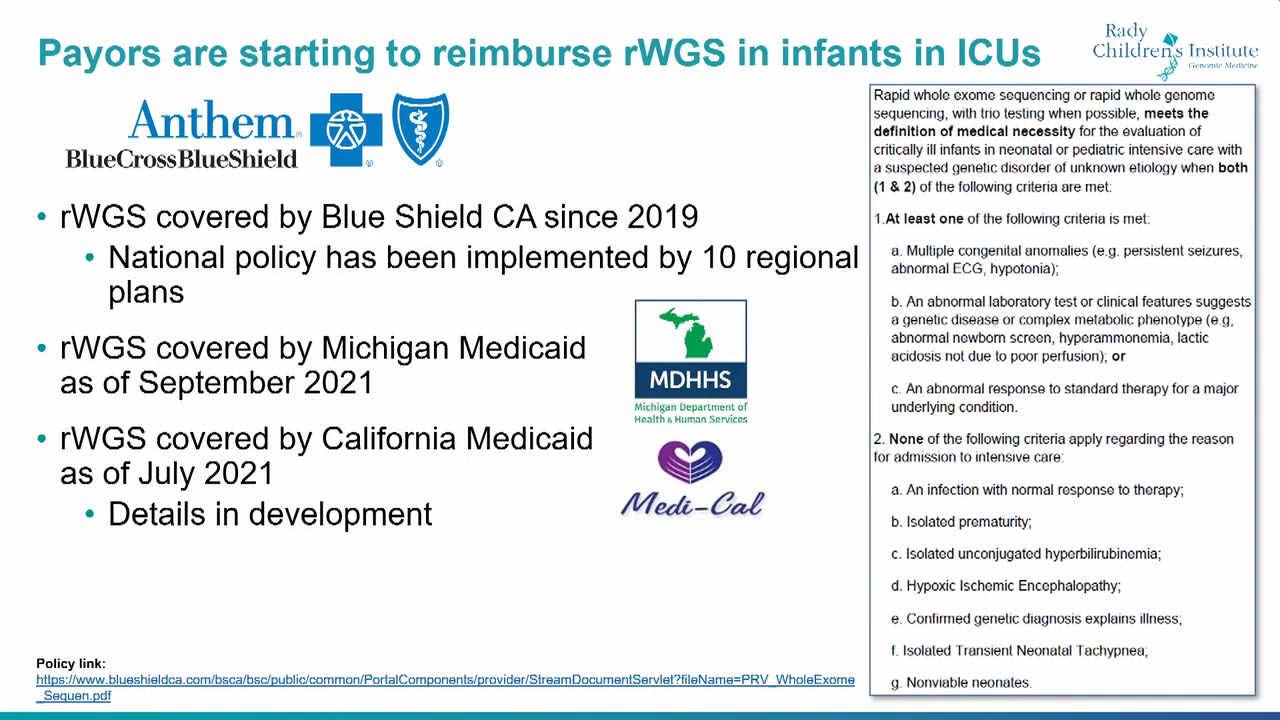 Payors are starting to reimburse rWGS in infants in ICUs
Rady
Children's Institute
Genomic Medicine
Anthem
BlueCross BlueShield
• rWGS covered by Blue Shield CA since 2019
• National policy has been implemented by 10 regional
plans
• rWGS covered by Michigan Medicaid
as of September 2021
MDHHS
Michigan Department of
Health & Human Services
• rWGS covered by California Medicaid
as of July 2021
• Details in development
Medi-Cal
Policy link:
https://www.blueshieldca.com/bsca/bsc/public/common/PortalComponents/provider/StreamDocumentServlet?fileName=PRV_WholeExome
_Sequen.pdf
Rapid whole exome sequencing or rapid whole genome
sequencing, with trio testing when possible, meets the
definition of medical necessity for the evaluation of
critically ill infants in neonatal or pediatric intensive care with
a suspected genetic disorder of unknown etiology when both
(1 & 2) of the following criteria are met:
1.At least one of the following criteria is met:
a. Multiple congenital anomalies (e.g. persistent seizures,
abnormal ECG, hypotonia);
b. An abnormal laboratory test or clinical features suggests
a genetic disease or complex metabolic phenotype (e.g,
abnormal newborn screen, hyperammonemia, lactic
acidosis not due to poor perfusion); or
c. An abnormal response to standard therapy for a major
underlying condition.
2. None of the following criteria apply regarding the reason
for admission to intensive care:
a. An infection with normal response to therapy;
b. Isolated prematurity;
c. Isolated unconjugated hyperbilirubinemia;
d. Hypoxic Ischemic Encephalopathy;
e. Confirmed genetic diagnosis explains illness;
f. Isolated Transient Neonatal Tachypnea;
g. Nonviable neonates.